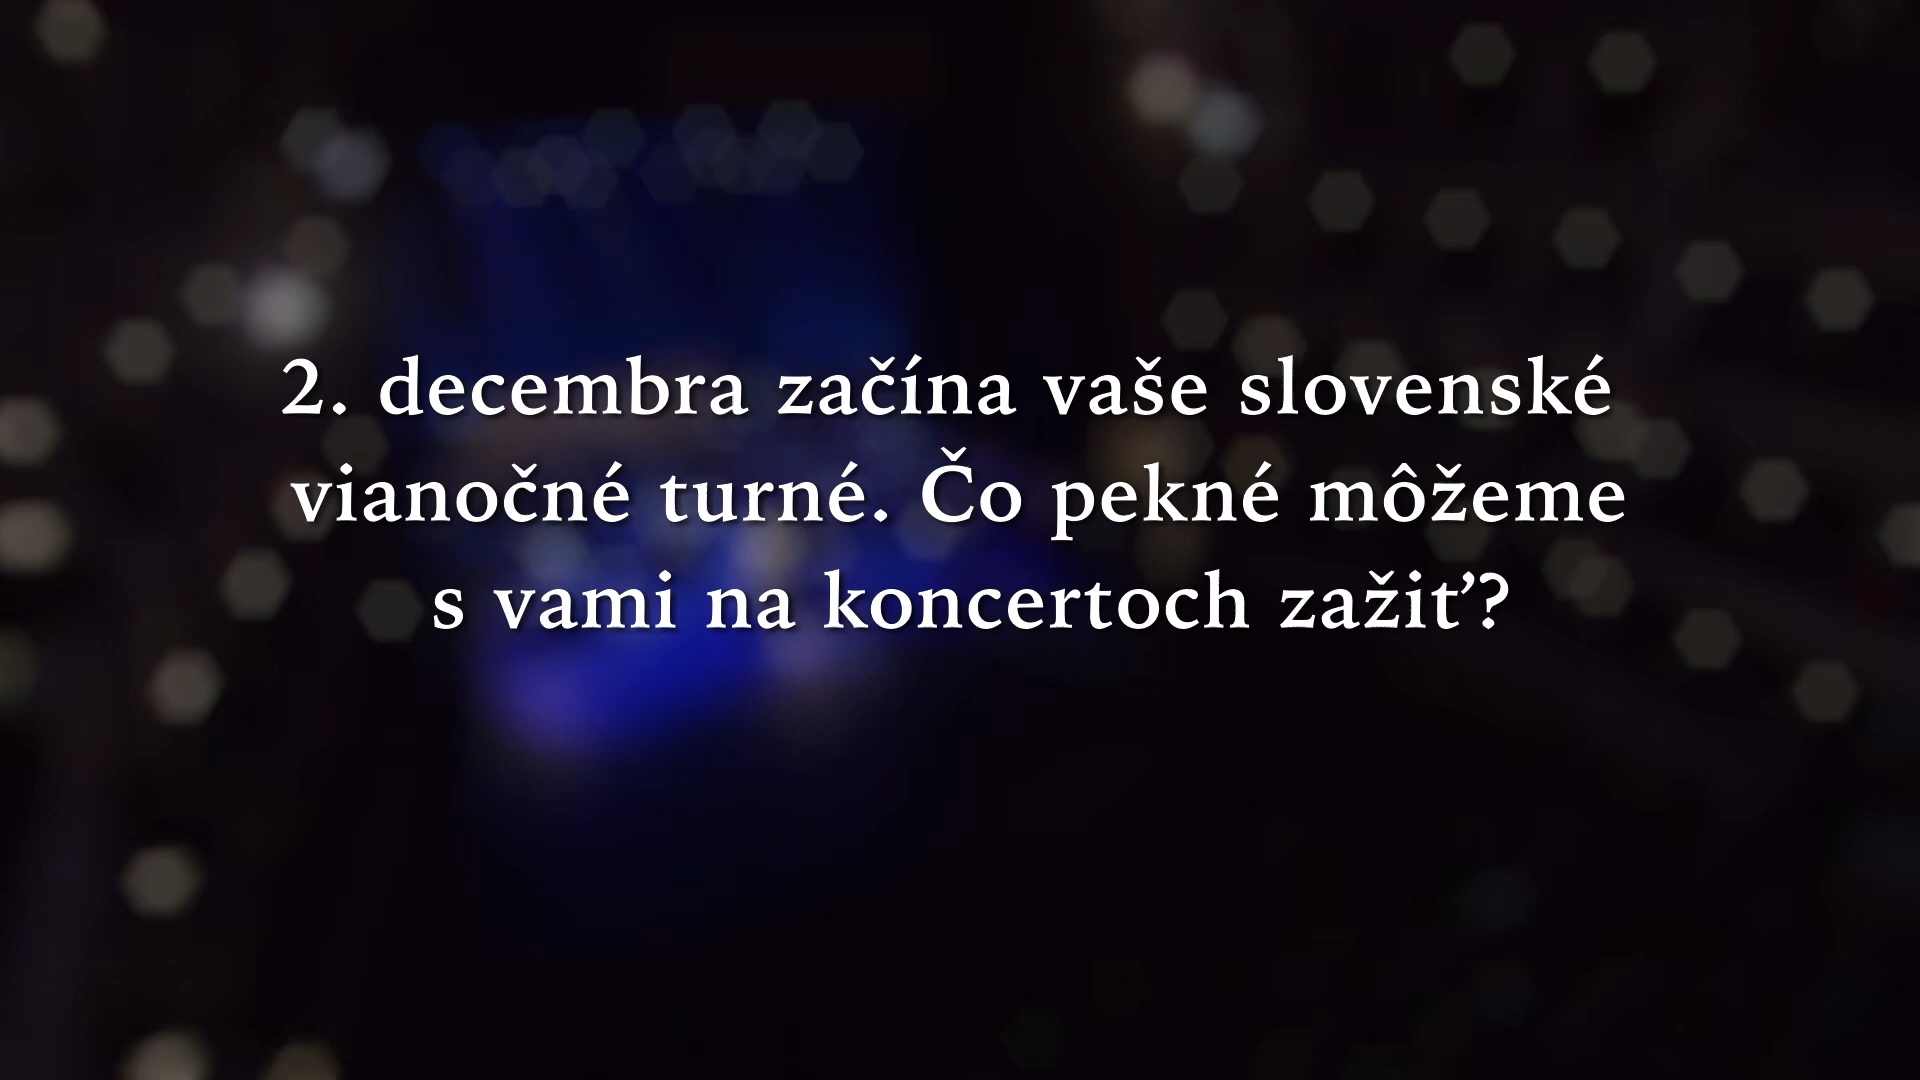 2. decembra začína vaše slovenské
vianočné turné. Čo pekné môžeme
s vami na koncertoch zažiť?